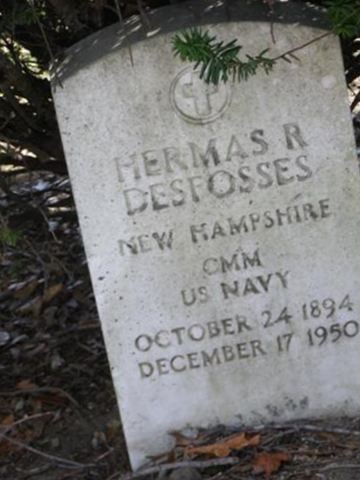 HERMAS R
DESFOSSES
NEW HAMPSHIRE
CMM
US NAVY
OCTOBER 24 1894
DECEMBER 17 1950